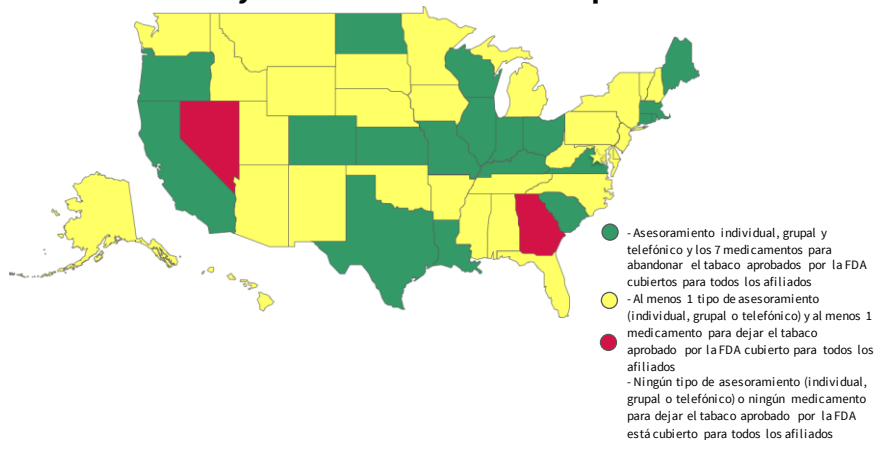 - Asesoramiento individual, grupal y
telefónico y los 7 medicamentos para
abandonar el tabaco aprobados por la FDA
cubiertos para todos los afiliados
- Al menos 1 tipo de asesoramiento
(individual, grupal o telefónico) y al menos 1
medicamento para dejar el tabaco
aprobado por la FDA cubierto para todos los
afiliados
- Ningún tipo de asesoramiento (individual,
grupal o telefónico) o ningún medicamento
para dejar el tabaco aprobado por la FDA
está cubierto para todos los afiliados